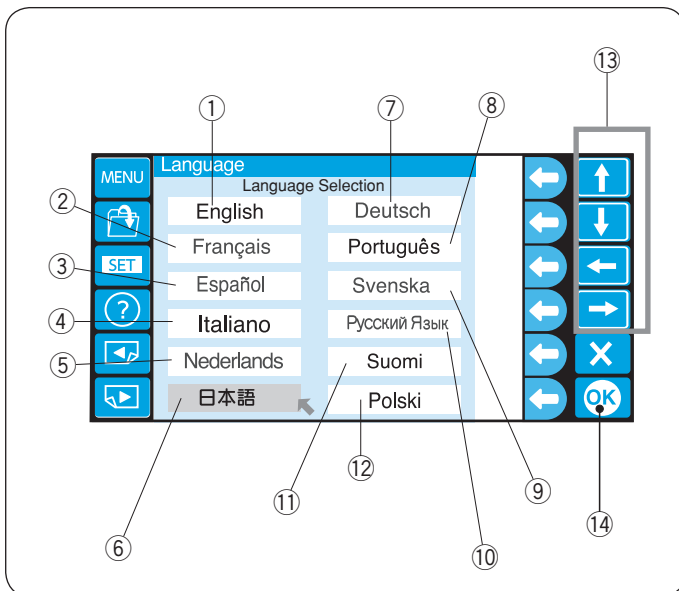 ⑬
① ⑦ ⑧
MENU
Language
Language Selection
English
Deutsch
②
Français
Português
SET
③
Español
Svenska
?
④
Italiano
Русский Язык
⑤
Nederlands
Suomi
日本語
Polski
OK
⑫ ⑨
⑪ ⑭
⑥ ⑩